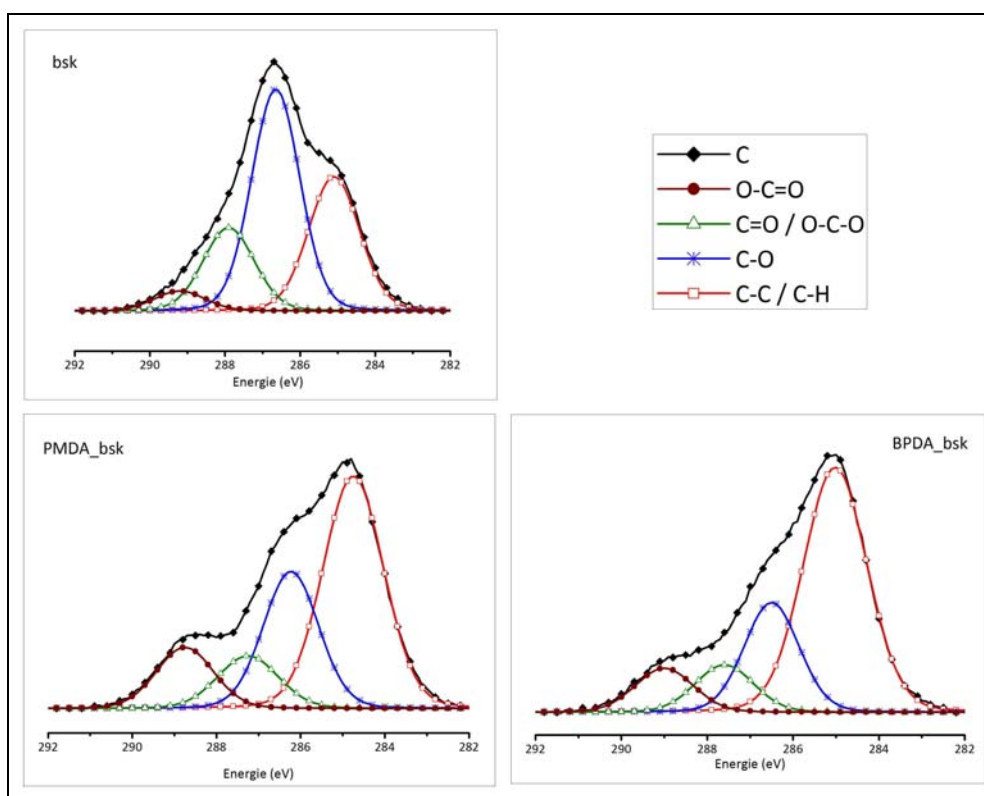 bsk
292 290 288 286 284 282
Energie (eV)
C
O-C=O
C=O / O-C-O
C-O
C-C / C-H
PMDA_bsk
292 290 288 286 284 282
Energie (eV)
BPDA_bsk
292 290 288 286 284 282
Energie (eV)